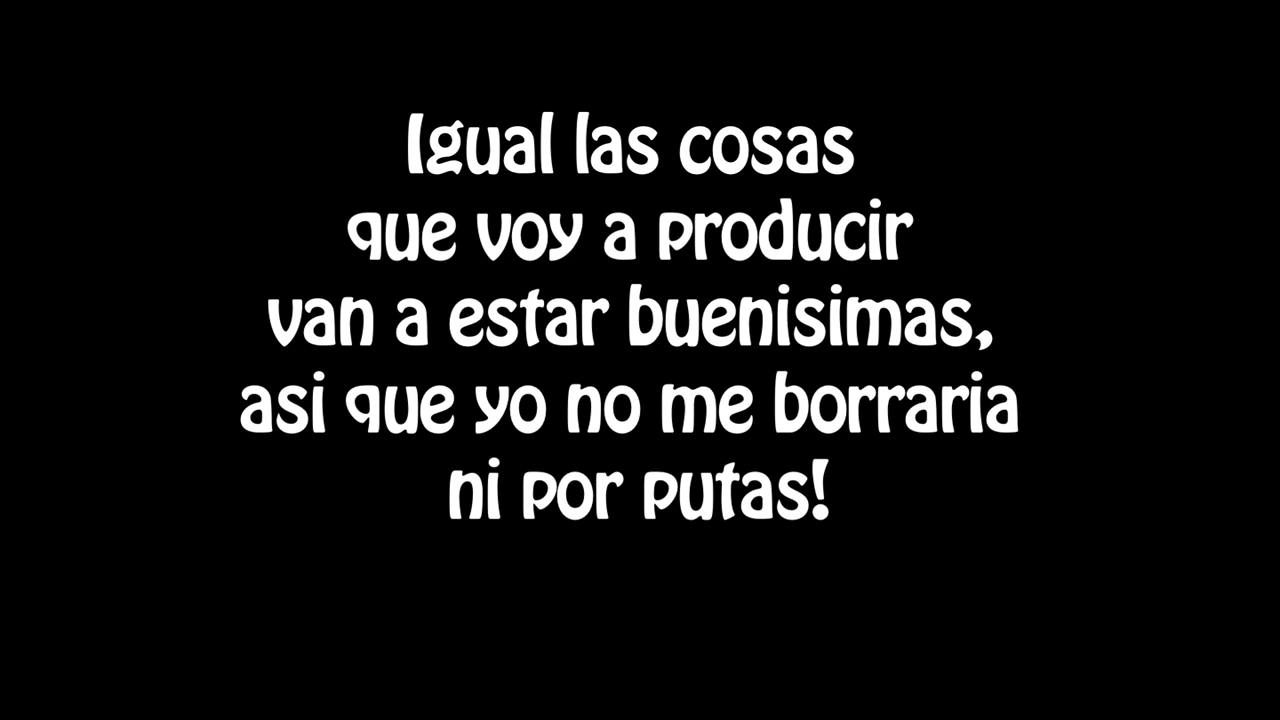 Igual las cosas
que voy a producir
van a estar buenisimas,
asi que yo no me borraria
ni por putas!